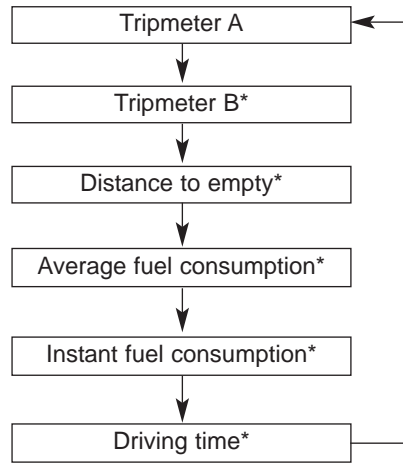 Tripmeter A
Tripmeter B*
Distance to empty*
Average fuel consumption*
Instant fuel consumption*
Driving time*